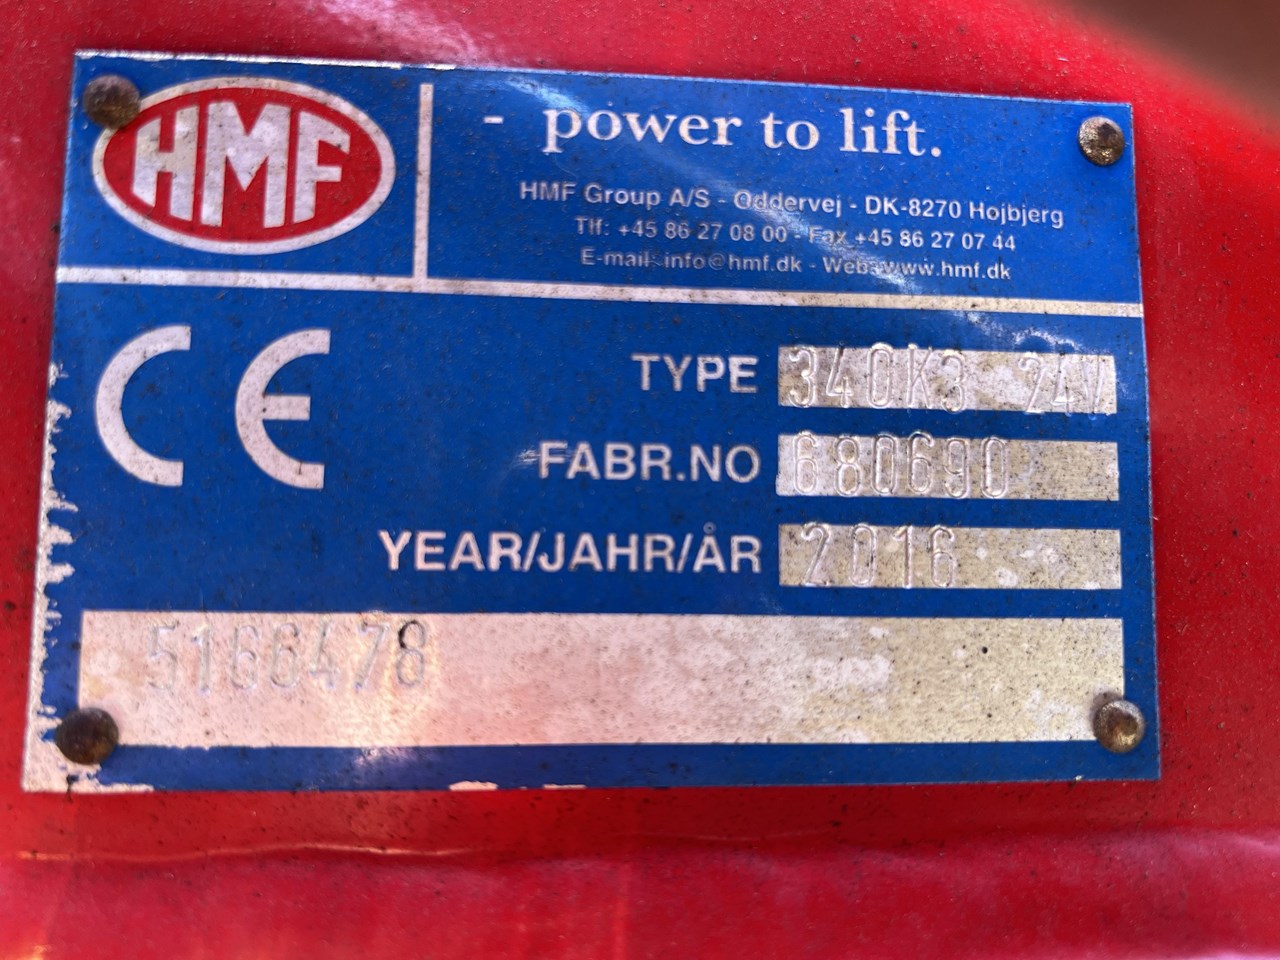 HMF
- power to lift.
HMF Group A/S - Oddervej - DK-8270 Hojbjerg
Tlf: +45 86 27 08 00 - Fax +45 86 27 07 44
E-mail: info@hmf.dk - Web: www.hmf.dk
CE
TYPE 340K3 24V
FABR.NO 680690
YEAR/JAHR/ÅR 2016
5166478